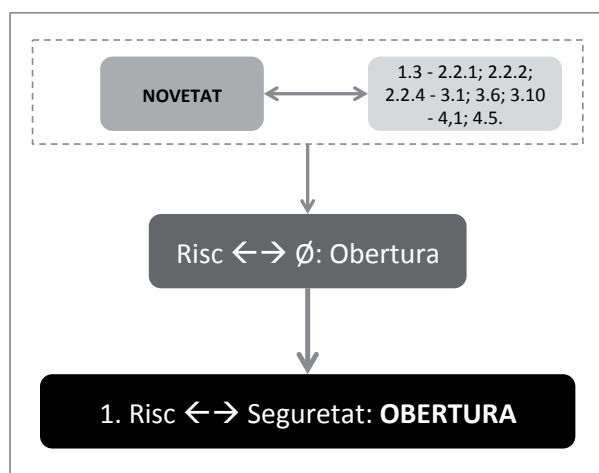 NOVETAT
1.3 - 2.2.1; 2.2.2;
2.2.4 - 3.1; 3.6; 3.10
- 4,1; 4.5.
Risc ←→ Ø: Obertura
1. Risc ←→ Seguretat: OBERTURA